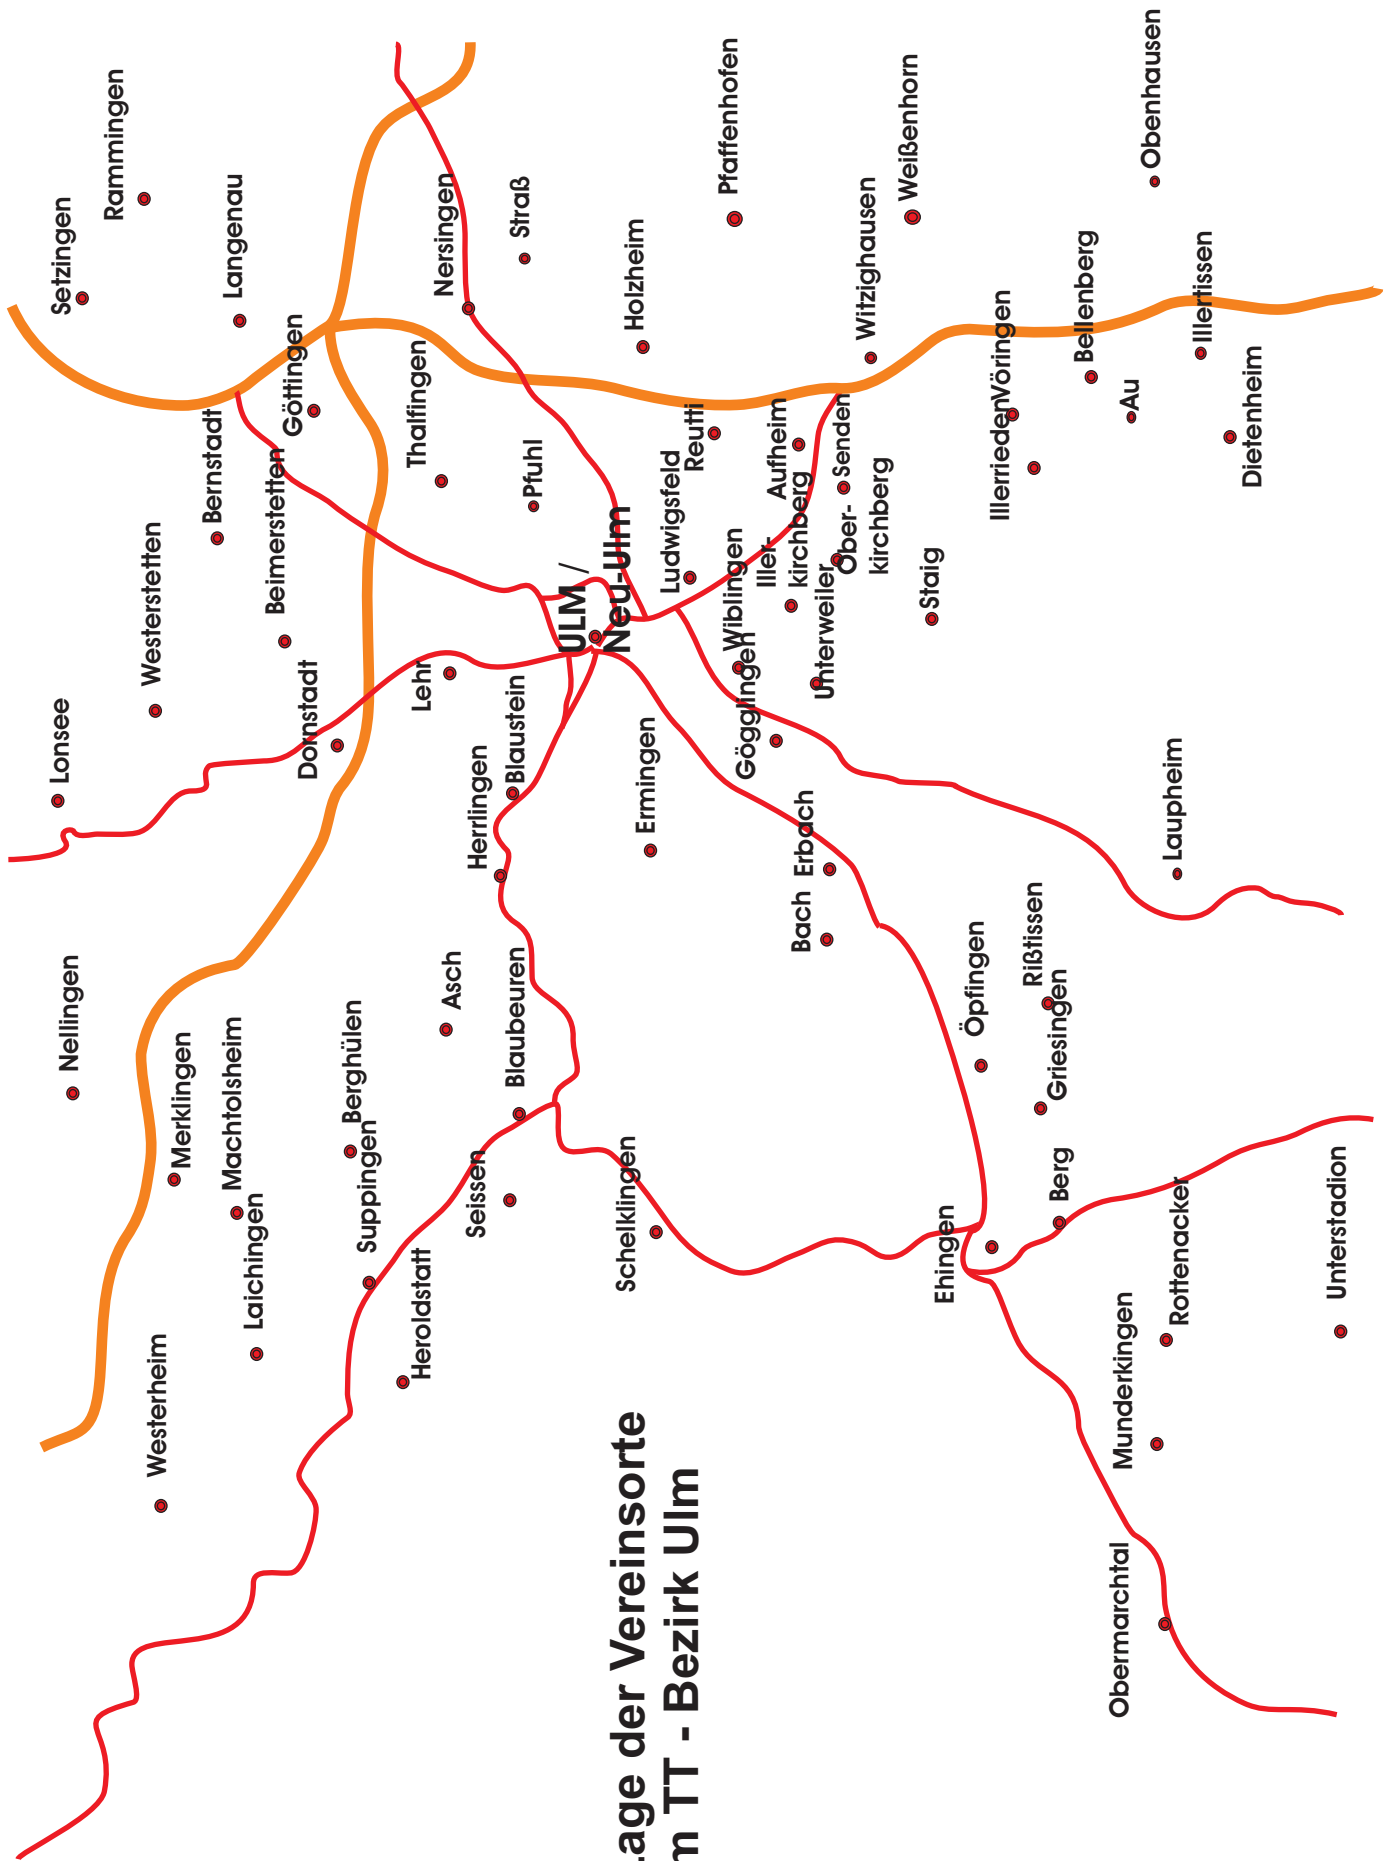 Setzingen
Lonsee
Nellingen
Rammingen
Westerstetten
Westerheim
Merklingen
Bernstadt
Langenau
Machtolsheim
Laichingen
Beimerstetten
Göttingen
Dornstadt
Berghülen
Suppingen
Thalfingen
Lehr
Heroldstatt
Nersingen
Asch
Herrlingen
Seissen
Straß
Blaustein
Blaubeuren
Pfuhl
ULM /
Neu-Ulm
Holzheim
Ermingen
Schelklingen
Lage der Vereinsorte
m TT - Bezirk Ulm
Ludwigsfeld
Reutti
Pfaffenhofen
Wiblingen
Gögglingen
Iller-
kirchberg
Aufheim
Bach
Erbach
Unterweiler
Senden
Ober-
kirchberg
Witzighausen
Weißenhorn
Staig
Ehingen
Öpfingen
Illerrieden
Vöringen
Rißtissen
Griesingen
Berg
Bellenberg
Obermarchtal
Munderkingen
Au
Obenhausen
Laupheim
Rottenacker
Illertissen
Dietenheim
Unterstadion